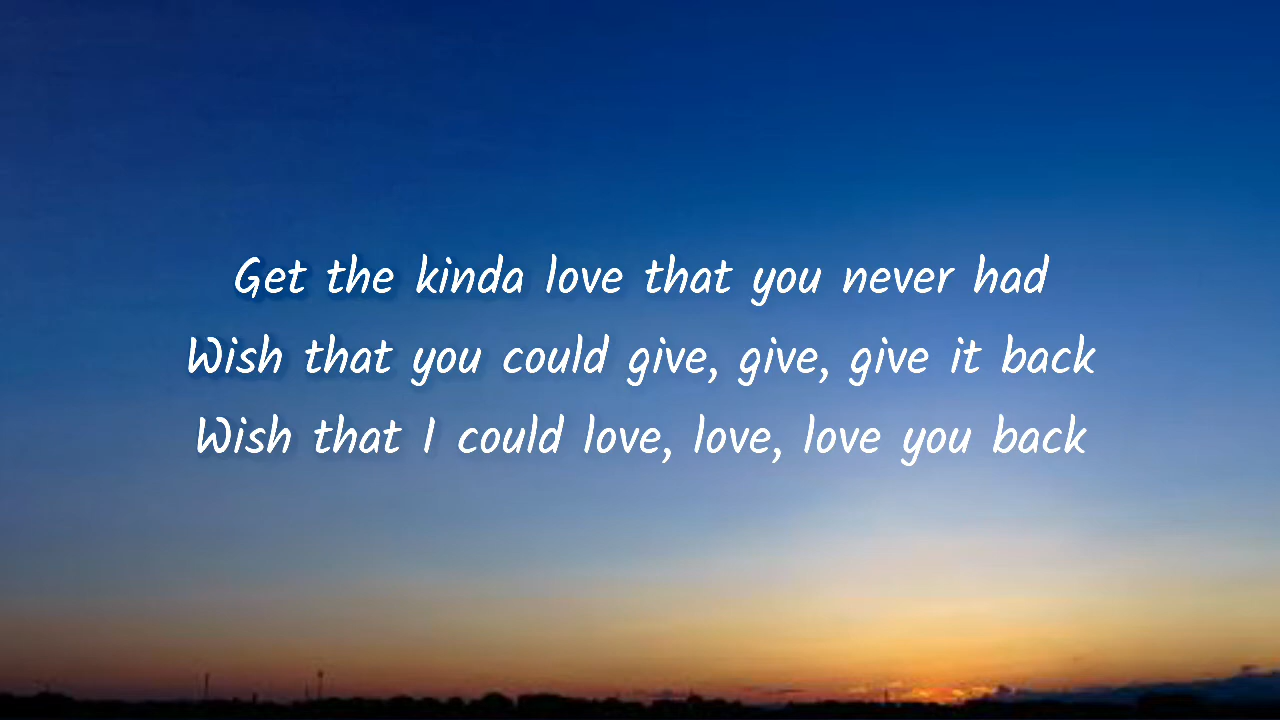 Get the kinda love that you never had
Wish that you could give, give, give it back
Wish that I could love, love, love you back